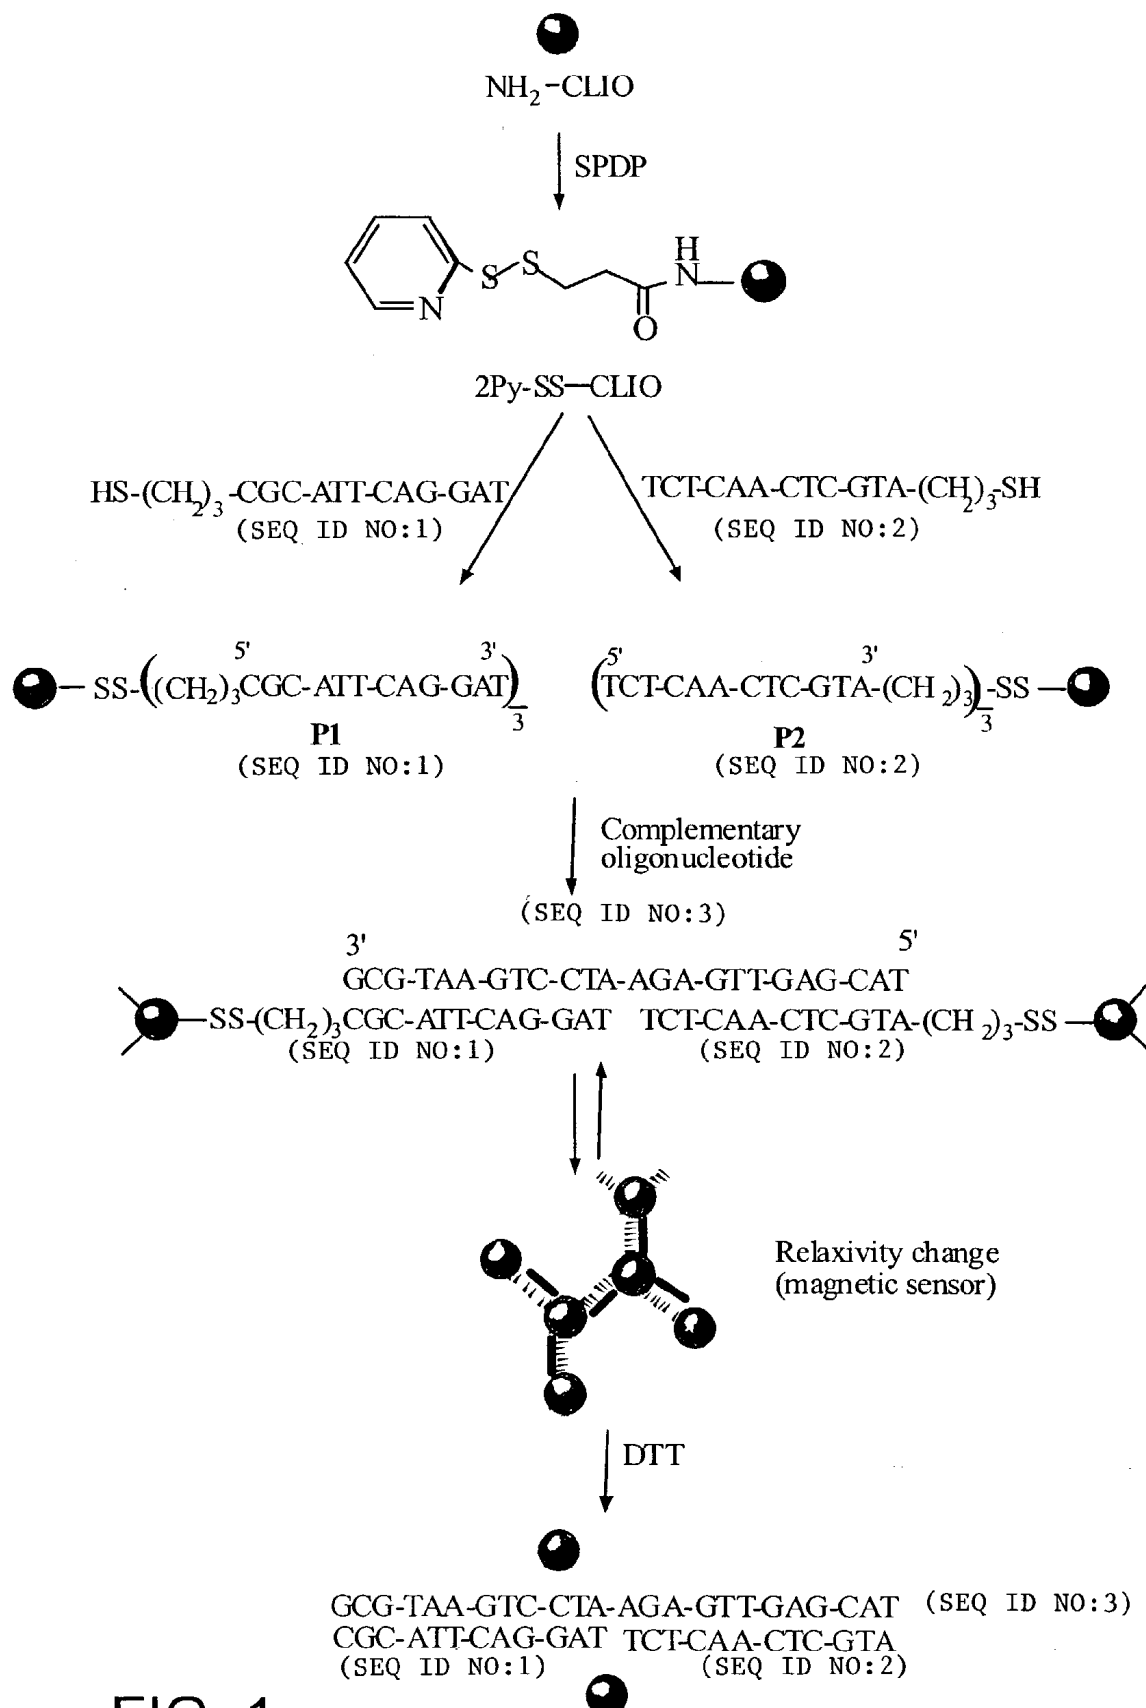 NH2-CLIO
SPDP
H
S S N
N
O
2Py-SS—CLIO
HS-(CH2)3-CGC-ATT-CAG-GAT
(SEQ ID NO:1)
TCT-CAA-CTC-GTA-(CH2)3-SH
(SEQ ID NO:2)
5' 3'
SS-((CH2)3CGC-ATT-CAG-GAT)3
P1
(SEQ ID NO:1)
5' 3'
(TCT-CAA-CTC-GTA-(CH2)3)3-SS
P2
(SEQ ID NO:2)
Complementary
oligonucleotide
(SEQ ID NO:3)
3' 5'
GCG-TAA-GTC-CTA-AGA-GTT-GAG-CAT
SS-(CH2)3CGC-ATT-CAG-GAT TCT-CAA-CTC-GTA-(CH2)3-SS
(SEQ ID NO:1) (SEQ ID NO:2)
Relaxivity change
(magnetic sensor)
DTT
GCG-TAA-GTC-CTA-AGA-GTT-GAG-CAT (SEQ ID NO:3)
CGC-ATT-CAG-GAT TCT-CAA-CTC-GTA
(SEQ ID NO:1) (SEQ ID NO:2)
FIG. 1